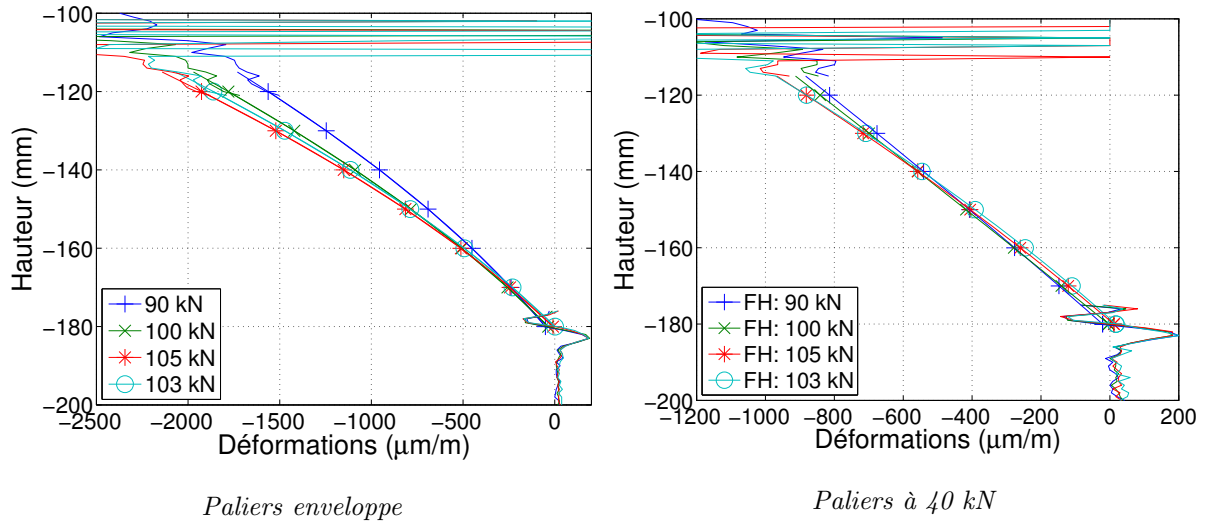 −100
−120
−140
−160
−180
−200
Hauteur (mm)
90 kN
100 kN
105 kN
103 kN
−2500 −2000 −1500 −1000 −500 0
Déformations (µm/m)
Paliers enveloppe
−100
−120
−140
−160
−180
−200
Hauteur (mm)
FH: 90 kN
FH: 100 kN
FH: 105 kN
FH: 103 kN
−1200 −1000 −800 −600 −400 −200 0 200
Déformations (µm/m)
Paliers à 40 kN